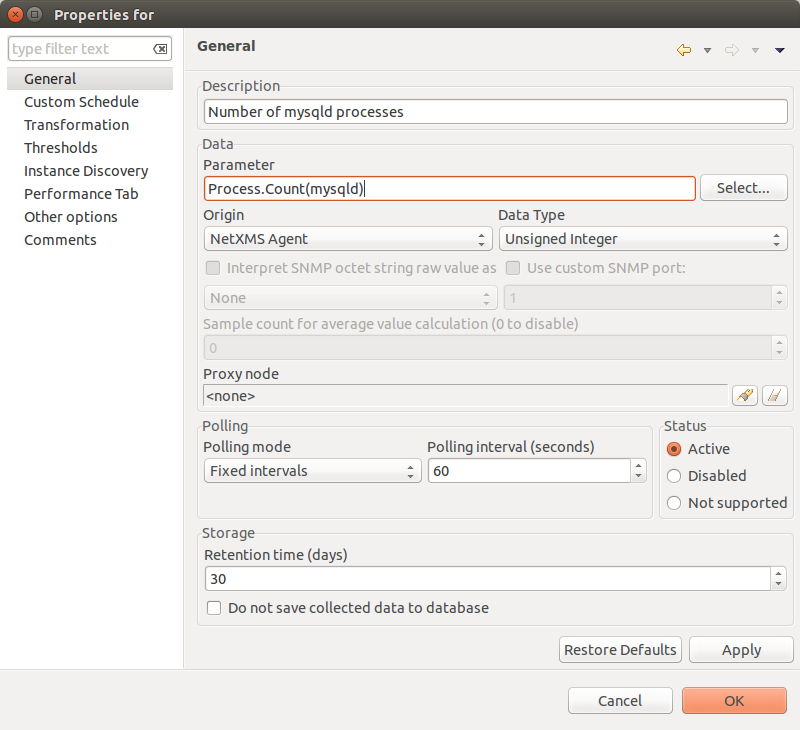 Properties for
type filter text
General
Custom Schedule
Transformation
Thresholds
Instance Discovery
Performance Tab
Other options
Comments
General
Description
Number of mysqld processes
Data
Parameter
Process.Count(mysqld)
Select...
Origin
Data Type
NetXMS Agent
Unsigned Integer
Interpret SNMP octet string raw value as
Use custom SNMP port:
None
1
Sample count for average value calculation (0 to disable)
0
Proxy node
<none>
Polling
Polling mode
Polling interval (seconds)
Fixed intervals
60
Status
Active
Disabled
Not supported
Storage
Retention time (days)
30
Do not save collected data to database
Restore Defaults
Apply
Cancel
OK